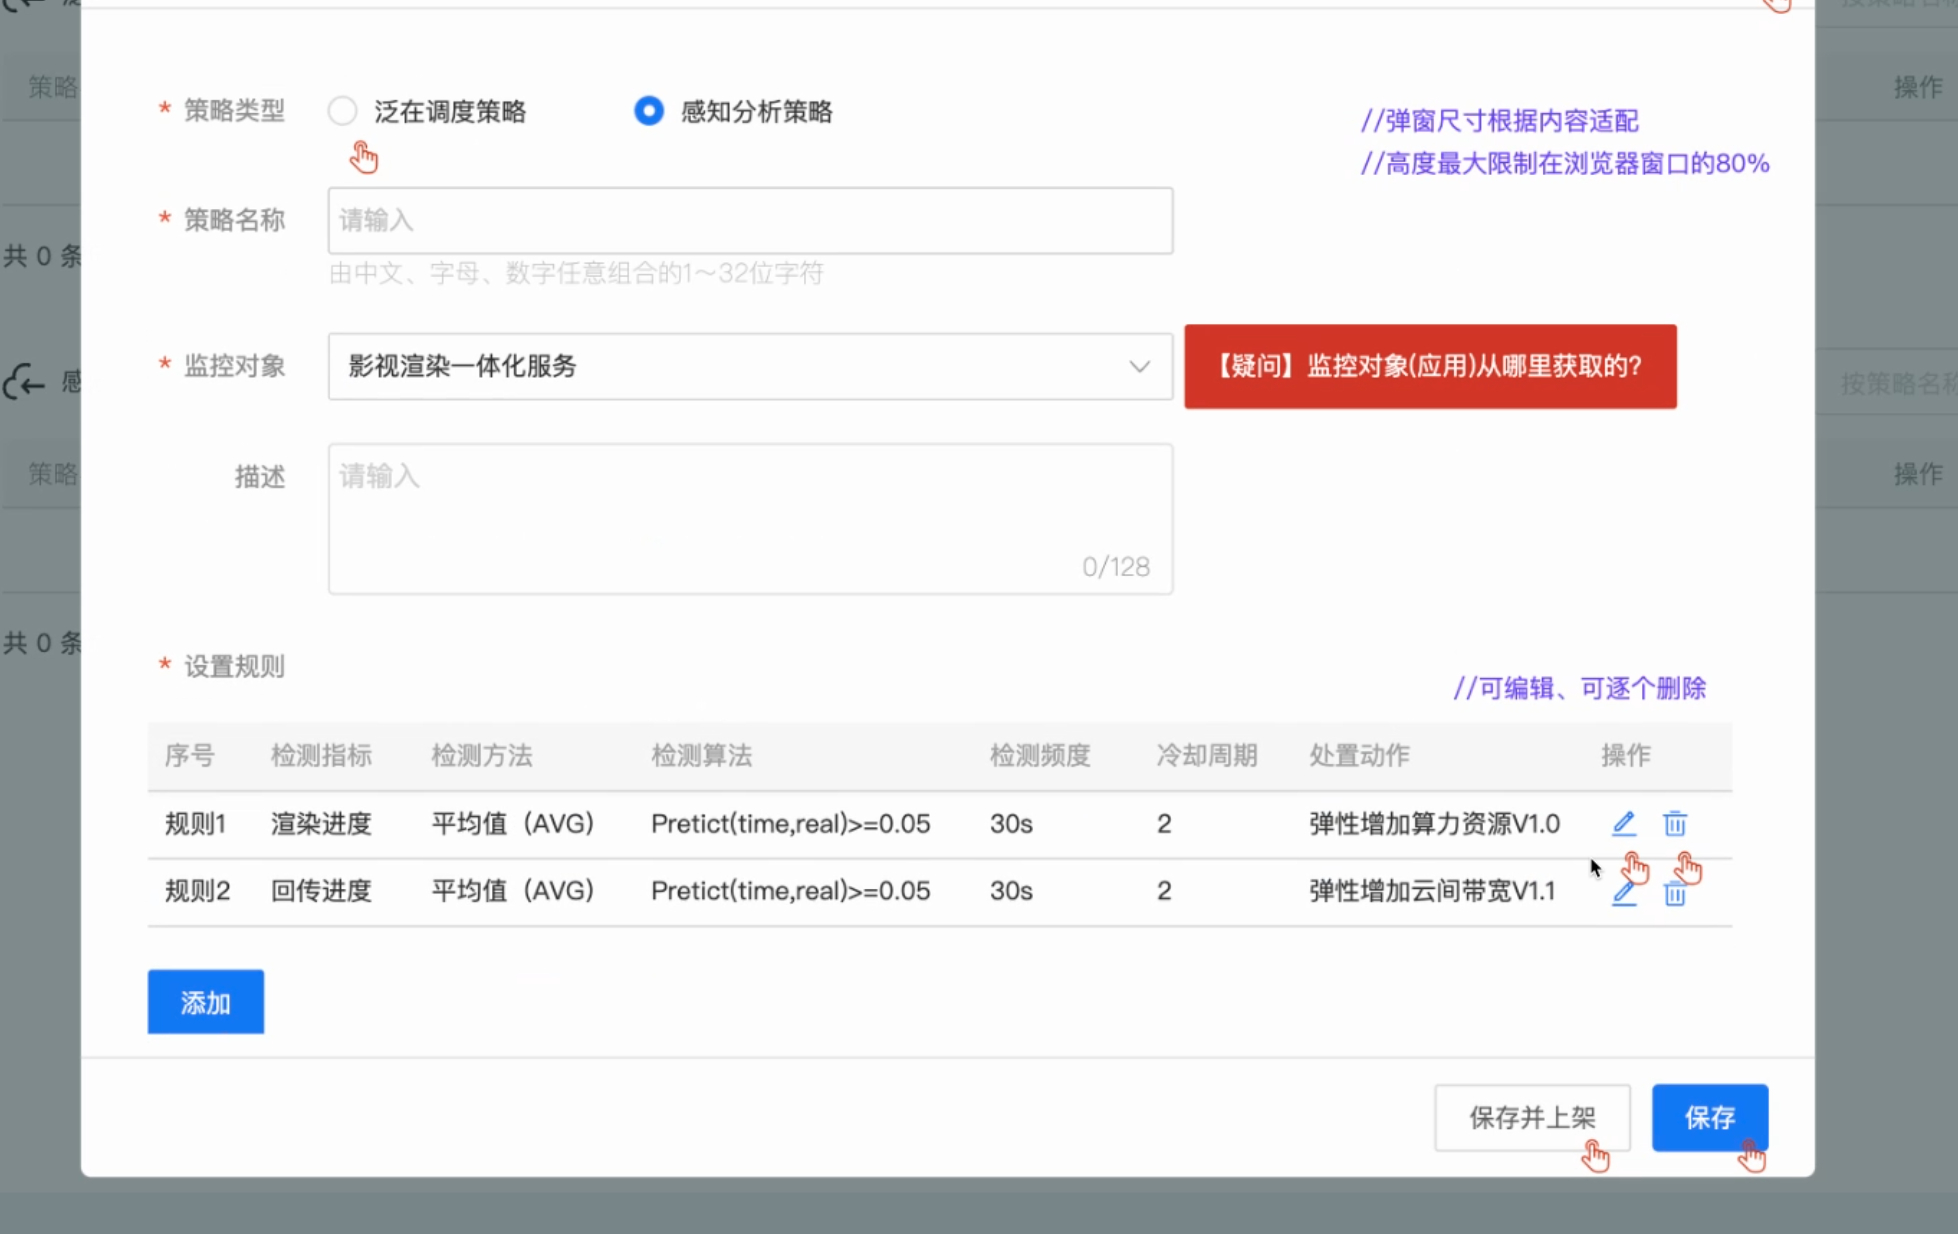 策略
操作
* 策略类型
泛在调度策略
感知分析策略
//弹窗尺寸根据内容适配
//高度最大限制在浏览器窗口的80%
* 策略名称
请输入
共 0 条
由中文、字母、数字任意组合的1～32位字符
* 监控对象
影视渲染一体化服务
【疑问】监控对象(应用)从哪里获取的?
感
按策略名称
策略
操作
描述
请输入
0/128
共 0 条
* 设置规则
//可编辑、可逐个删除
序号 检测指标 检测方法 检测算法 检测频度 冷却周期 处置动作 操作
规则1 渲染进度 平均值（AVG） Pretict(time,real)>=0.05 30s 2 弹性增加算力资源V1.0
规则2 回传进度 平均值（AVG） Pretict(time,real)>=0.05 30s 2 弹性增加云间带宽V1.1
添加
保存并上架
保存